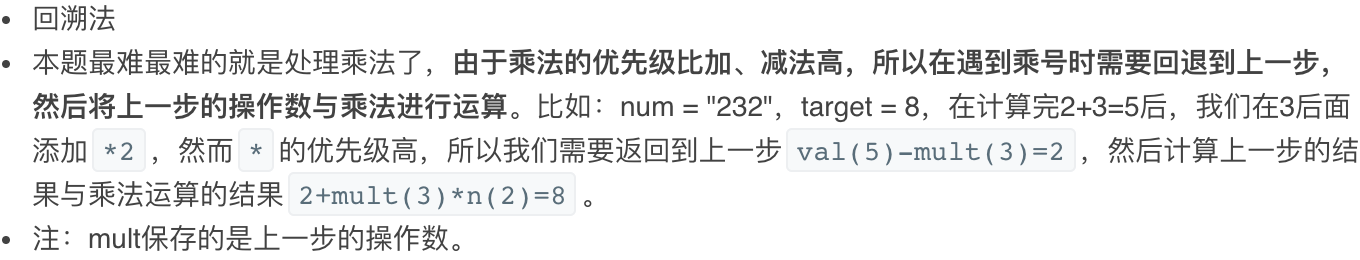 • 回溯法
• 本题最难最难的就是处理乘法了，由于乘法的优先级比加、减法高，所以在遇到乘号时需要回退到上一步，
然后将上一步的操作数与乘法进行运算。比如：num = "232"，target = 8，在计算完2+3=5后，我们在3后面
添加 *2 ，然而 * 的优先级高，所以我们需要返回到上一步 val(5)-mult(3)=2 ，然后计算上一步的结
果与乘法运算的结果 2+mult(3)*n(2)=8 。
• 注：mult保存的是上一步的操作数。